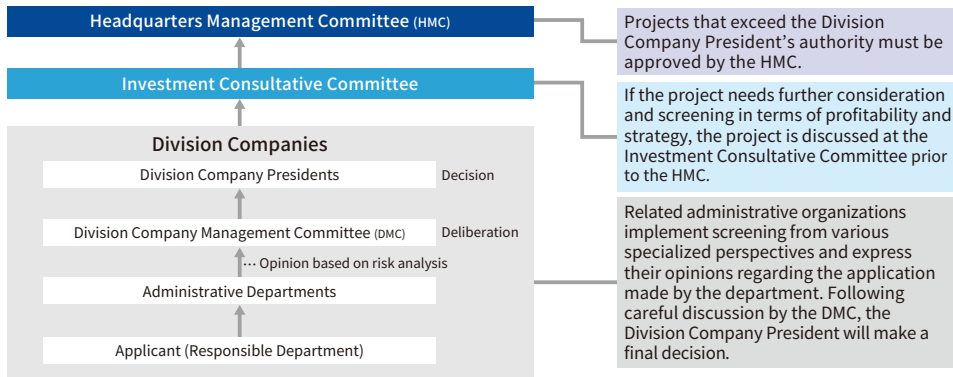 Headquarters Management Committee (HMC)
Projects that exceed the Division
Company President's authority must be
approved by the HMC.
Investment Consultative Committee
If the project needs further consideration
and screening in terms of profitability and
strategy, the project is discussed at the
Investment Consultative Committee prior
to the HMC.
Division Companies
Division Company Presidents
Decision
Division Company Management Committee (DMC)
Deliberation
… Opinion based on risk analysis
Administrative Departments
Applicant (Responsible Department)
Related administrative organizations
implement screening from various
specialized perspectives and express
their opinions regarding the application
made by the department. Following
careful discussion by the DMC, the
Division Company President will make a
final decision.